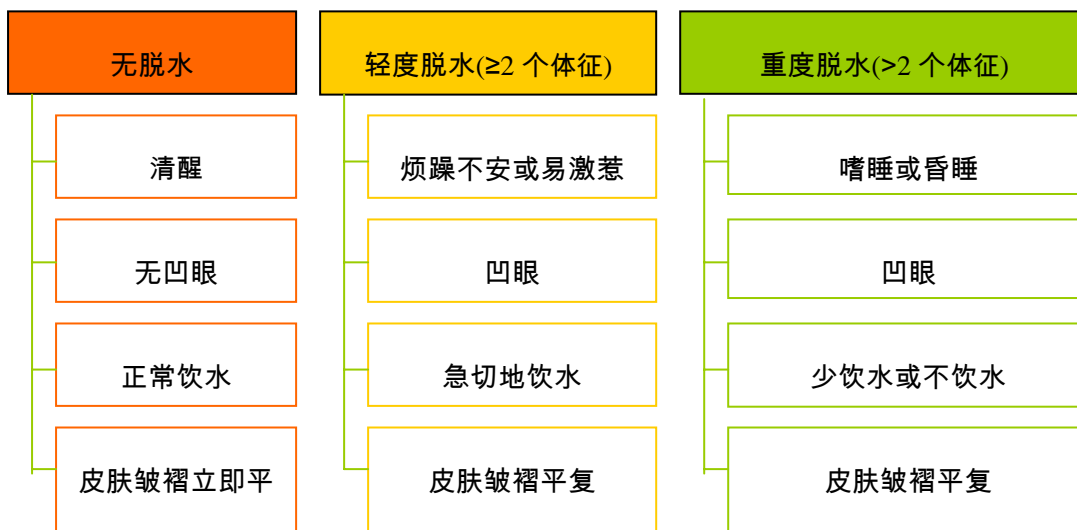 无脱水
清醒
无凹眼
正常饮水
皮肤皱褶立即平
轻度脱水(≥2 个体征)
烦躁不安或易激惹
凹眼
急切地饮水
皮肤皱褶平复
重度脱水(>2 个体征)
嗜睡或昏睡
凹眼
少饮水或不饮水
皮肤皱褶平复